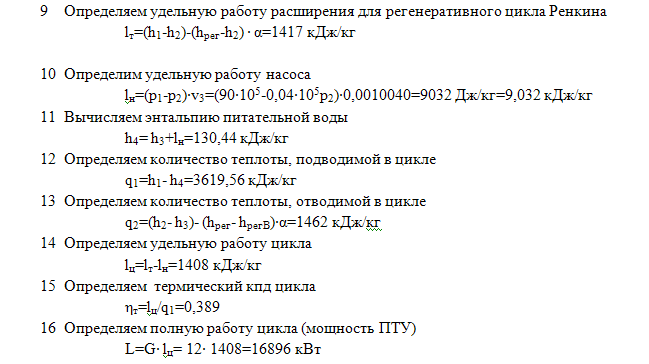 9 Определяем удельную работу расширения для регенеративного цикла Ренкина
lт=(h1-h2)-(hрег-h2) · α=1417 кДж/кг
10 Определим удельную работу насоса
lн=(p1-p2)·v3=(90·10⁵-0,04·10⁵p2)·0,0010040=9032 Дж/кг=9,032 кДж/кг
11 Вычисляем энтальпию питательной воды
h4= h3+lн=130,44 кДж/кг
12 Определяем количество теплоты, подводимой в цикле
q1=h1- h4=3619,56 кДж/кг
13 Определяем количество теплоты, отводимой в цикле
q2=(h2- h3)- (hрег- hрегВ)·α=1462 кДж/кг
14 Определяем удельную работу цикла
lц=lт-lн=1408 кДж/кг
15 Определяем термический кпд цикла
ηт=lц/q1=0,389
16 Определяем полную работу цикла (мощность ПТУ)
L=G· lц= 12· 1408=16896 кВт